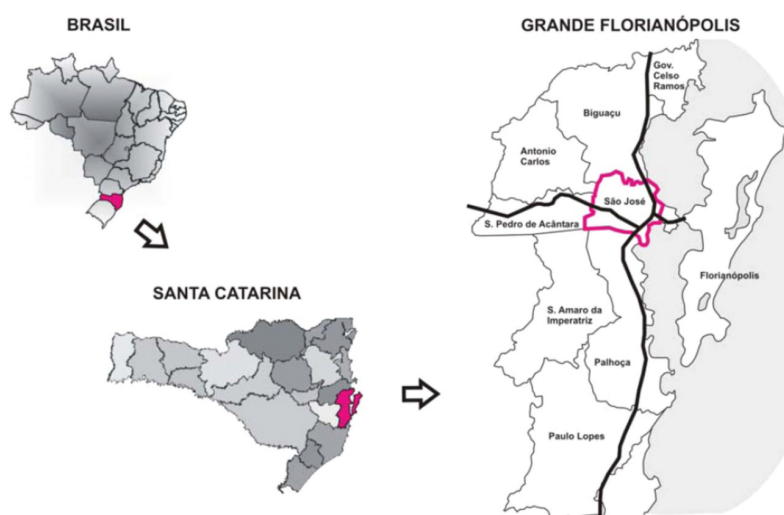 BRASIL
SANTA CATARINA
GRANDE FLORIANÓPOLIS
Gov.
Celso
Ramos
Biguaçu
Antonio
Carlos
São José
S. Pedro de Acântara
Florianópolis
S. Amaro da
Imperatriz
Palhoça
Paulo Lopes